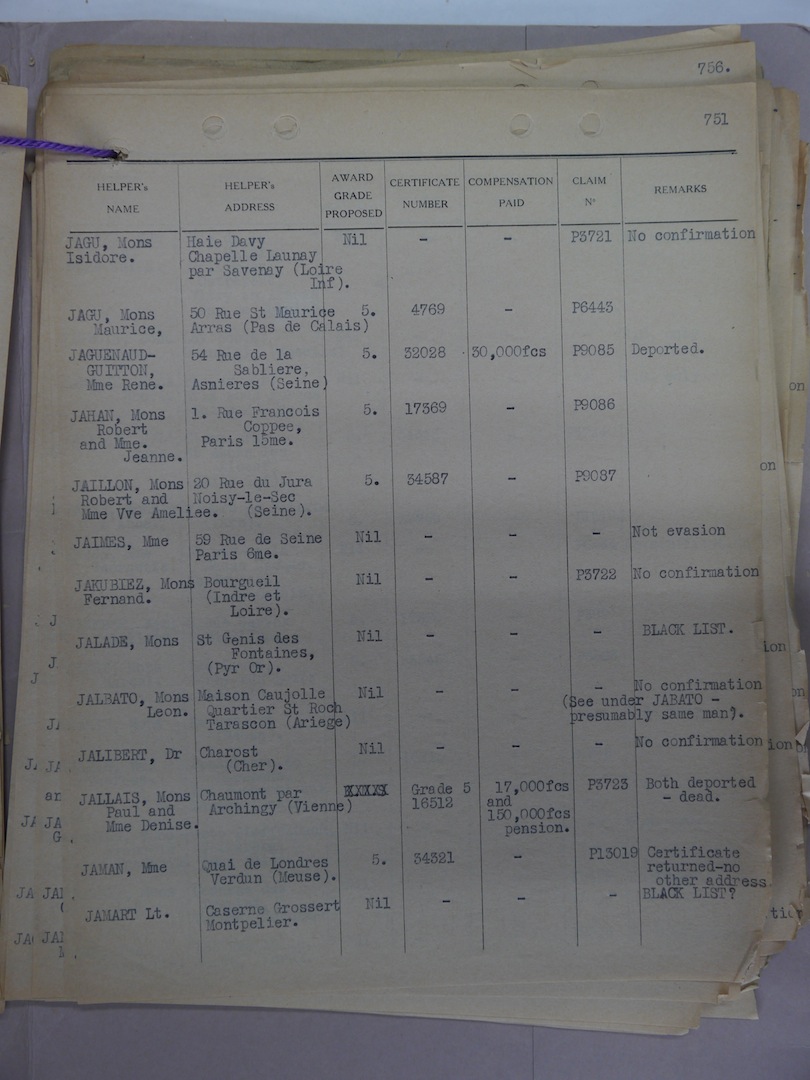 756.
751
HELPER's NAME
HELPER's ADDRESS
AWARD GRADE PROPOSED
CERTIFICATE NUMBER
COMPENSATION PAID
CLAIM Nº
REMARKS
JAGU, Mons Haie Davy Nil - - P3721 No confirmation
Isidore. Chapelle Launay
par Savenay (Loire
Inf).
JAGU, Mons 50 Rue St Maurice 5. 4769 - P6443
Maurice, Arras (Pas de Calais)
JAGUENAUD- 54 Rue de la 5. 32028 30,000fcs P9085 Deported.
GUITTON, Sabliere,
Mme Rene. Asnieres (Seine)
JAHAN, Mons 1. Rue Francois 5. 17369 - P9086
Robert Coppee,
and Mme. Paris 15me.
Jeanne.
JAILLON, Mons 20 Rue du Jura 5. 34587 - P9087
Robert and Noisy-le-Sec
Mme Vve Ameliee. (Seine).
JAIMES, Mme 59 Rue de Seine Nil - - - Not evasion
Paris 6me.
JAKUBIEZ, Mons Bourgueil Nil - - P3722 No confirmation
Fernand. (Indre et
Loire).
JALADE, Mons St Genis des Nil - - - BLACK LIST.
Fontaines,
(Pyr Or).
JALBATO, Mons Maison Caujolle Nil - - - No confirmation
Leon. Quartier St Roch (See under JABATO -
Tarascon (Ariege) presumably same man?).
JALIBERT, Dr Charost Nil - - - No confirmation
(Cher).
JALLAIS, Mons Chaumont par XXXXX Grade 5 17,000fcs P3723 Both deported
Paul and Archingy (Vienne) 16512 and - dead.
Mme Denise. 150,000fcs
pension.
JAMAN, Mme Quai de Londres 5. 34321 - P13019 Certificate
Verdun (Meuse). returned-no
other address
JAMART Lt. Caserne Grossert Nil - - - BLACK LIST?
Montpelier.